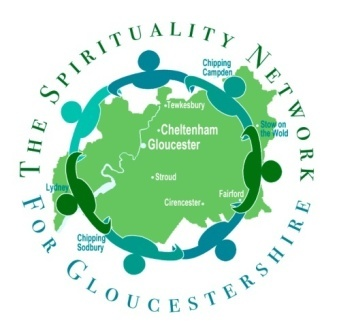 THE SPIRITUALITY NETWORK
FOR GLOUCESTERSHIRE
Chipping
Campden
Tewkesbury
Cheltenham
Gloucester
Stow on
the Wold
Stroud
Lydney
Fairford
Cirencester
Chipping
Sodbury